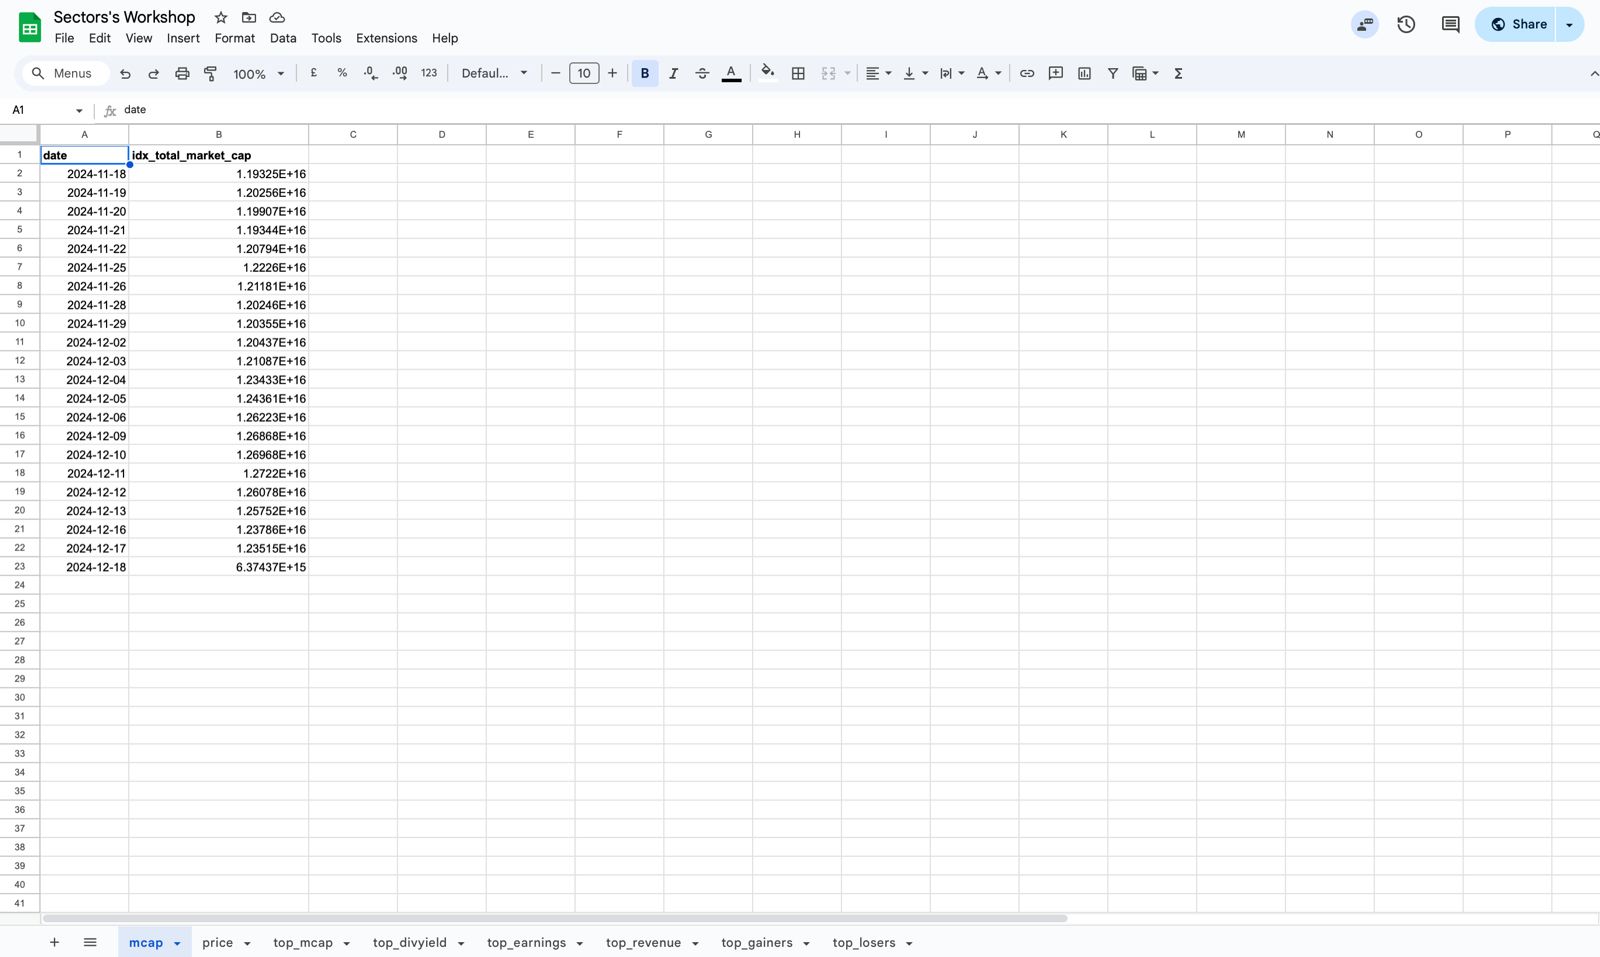 Sectors's Workshop
File Edit View Insert Format Data Tools Extensions Help
Share
Menus 100% £ % .0 .00 123 Defaul... 10 B I A Σ
A1 fx date
A B C D E F G H I J K L M N O P Q
1 date idx_total_market_cap
2 2024-11-18 1.19325E+16
3 2024-11-19 1.20256E+16
4 2024-11-20 1.19907E+16
5 2024-11-21 1.19344E+16
6 2024-11-22 1.20794E+16
7 2024-11-25 1.2226E+16
8 2024-11-26 1.21181E+16
9 2024-11-28 1.20246E+16
10 2024-11-29 1.20355E+16
11 2024-12-02 1.20437E+16
12 2024-12-03 1.21087E+16
13 2024-12-04 1.23433E+16
14 2024-12-05 1.24361E+16
15 2024-12-06 1.26223E+16
16 2024-12-09 1.26868E+16
17 2024-12-10 1.26968E+16
18 2024-12-11 1.2722E+16
19 2024-12-12 1.26078E+16
20 2024-12-13 1.25752E+16
21 2024-12-16 1.23786E+16
22 2024-12-17 1.23515E+16
23 2024-12-18 6.37437E+15
24
25
26
27
28
29
30
31
32
33
34
35
36
37
38
39
40
41
mcap price top_mcap top_divyield top_earnings top_revenue top_gainers top_losers